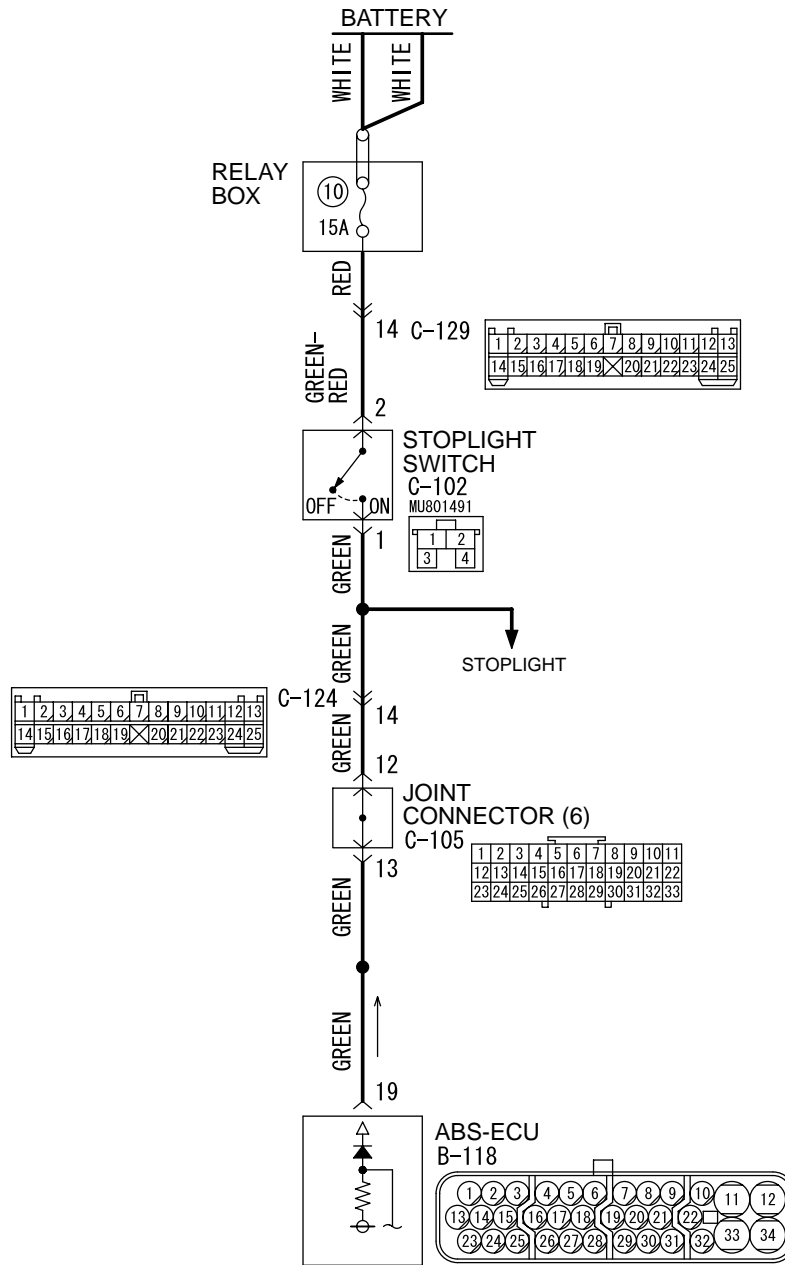 BATTERY
WHITE
WHITE
RELAY
BOX
10
15A
RED
14 C-129
1 2 3 4 5 6 7 8 9 10 11 12 13
14 15 16 17 18 19 20 21 22 23 24 25
GREEN-
RED
2
STOPLIGHT
SWITCH
C-102
MU801491
OFF ON
1 2
3 4
1
GREEN
GREEN
STOPLIGHT
C-124
1 2 3 4 5 6 7 8 9 10 11 12 13
14 15 16 17 18 19 20 21 22 23 24 25
14
GREEN
12
JOINT
CONNECTOR (6)
C-105
1 2 3 4 5 6 7 8 9 10 11
12 13 14 15 16 17 18 19 20 21 22
23 24 25 26 27 28 29 30 31 32 33
13
GREEN
GREEN
19
ABS-ECU
B-118
1 2 3 4 5 6 7 8 9 10 11 12
13 14 15 16 17 18 19 20 21 22
23 24 25 26 27 28 29 30 31 32 33 34